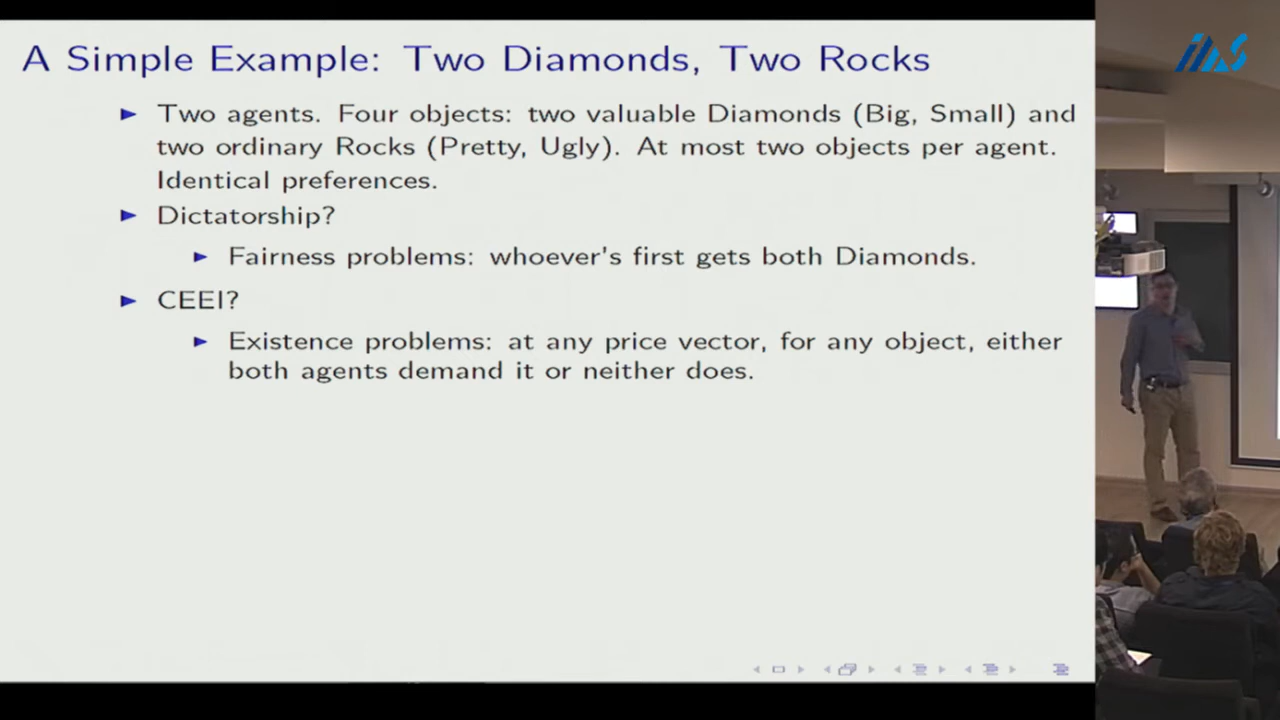 A Simple Example: Two Diamonds, Two Rocks
Two agents. Four objects: two valuable Diamonds (Big, Small) and
two ordinary Rocks (Pretty, Ugly). At most two objects per agent.
Identical preferences.
Dictatorship?
Fairness problems: whoever's first gets both Diamonds.
CEEI?
Existence problems: at any price vector, for any object, either
both agents demand it or neither does.
IIAS